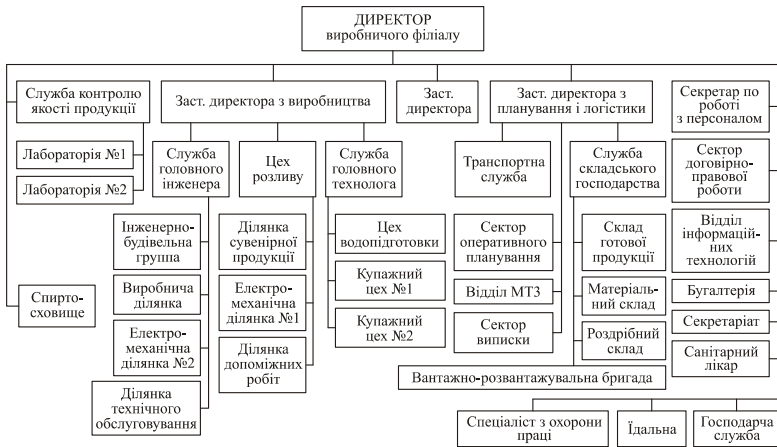 ДИРЕКТОР
виробничого філіалу
Служба контролю
якості продукції
Заст. директора з виробництва
Заст.
директора
Заст. директора з
планування і логістики
Секретар по
роботі
з персоналом
Лабораторія №1
Лабораторія №2
Служба
головного
інженера
Цех
розливу
Служба
головного
технолога
Транспортна
служба
Служба
складського
господарства
Сектор
договірно-
правової
роботи
Інженерно-
будівельна
группа
Виробнича
ділянка
Електро-
механічна
ділянка №2
Ділянка
технічного
обслуговування
Ділянка
сувенірної
продукції
Електро-
механічна
ділянка №1
Ділянка
допоміжних
робіт
Цех
водопідготовки
Купажний
цех №1
Купажний
цех №2
Сектор
оперативного
планування
Відділ МТЗ
Сектор
виписки
Склад
готової
продукції
Матеріаль-
ний склад
Роздрібний
склад
Вантажно-розвантажувальна бригада
Відділ
інформацій-
них
технологій
Бугалтерія
Секретаріат
Санітарний
лікар
Спирто-
сховище
Спеціаліст з охорони
праці
Їдальна
Господарча
служба